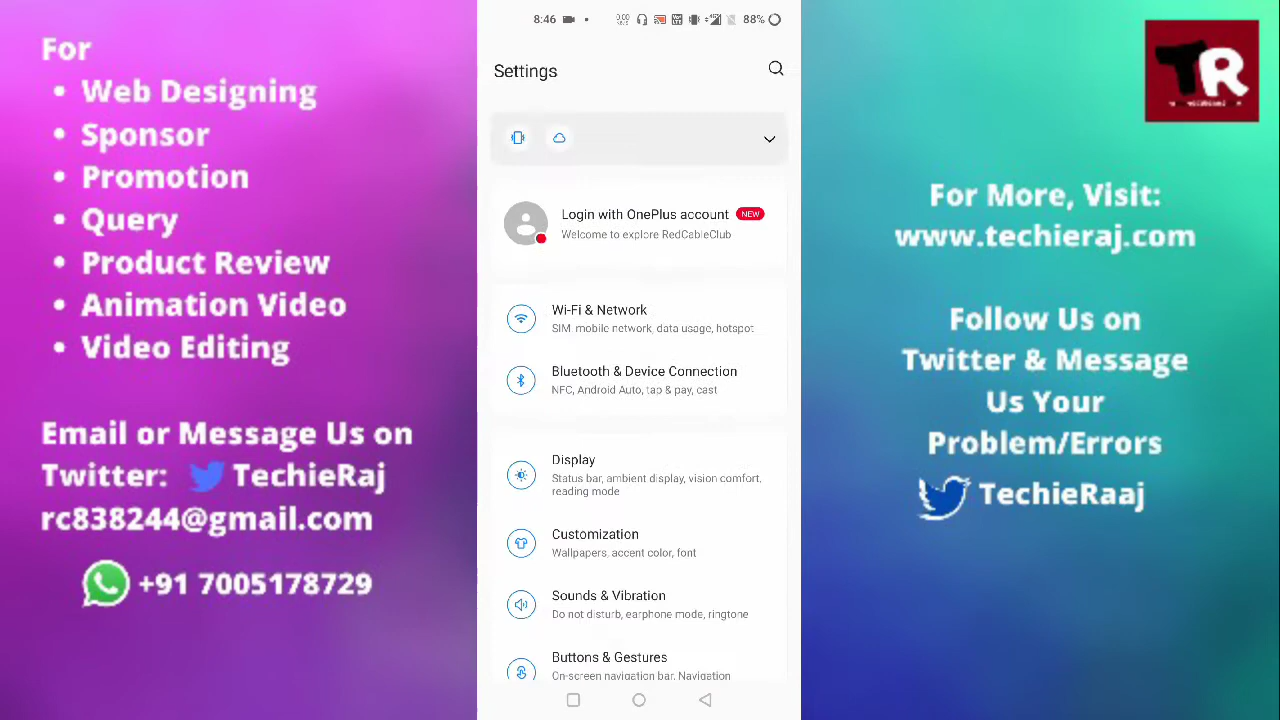 For
• Web Designing
• Sponsor
• Promotion
• Query
• Product Review
• Animation Video
• Video Editing
Email or Message Us on
Twitter: TechieRaj
rc838244@gmail.com
+91 7005178729
8:46
88%
Settings
Login with OnePlus account NEW
Welcome to explore RedCableClub
Wi-Fi & Network
SIM, mobile network, data usage, hotspot
Bluetooth & Device Connection
NFC, Android Auto, tap & pay, cast
Display
Status bar, ambient display, vision comfort,
reading mode
Customization
Wallpapers, accent color, font
Sounds & Vibration
Do not disturb, earphone mode, ringtone
Buttons & Gestures
On-screen navigation bar, Navigation
TR
For More, Visit:
www.techieraj.com
Follow Us on
Twitter & Message
Us Your
Problem/Errors
TechieRaaj